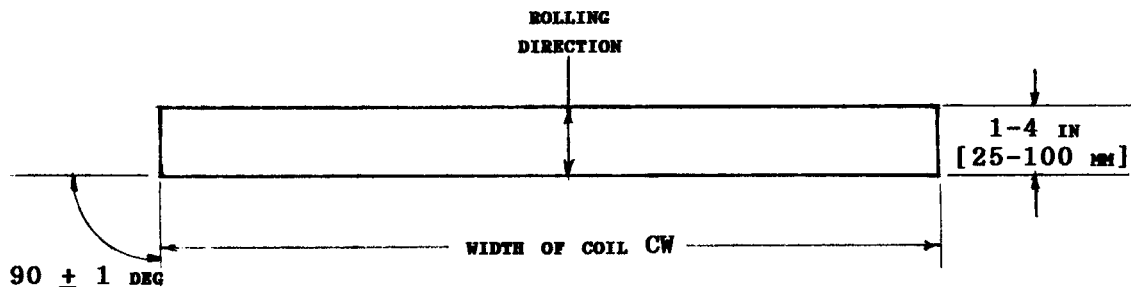 ROLLING
DIRECTION
1-4 IN
[25-100 MM]
WIDTH OF COIL CW
90 ± 1 DEG